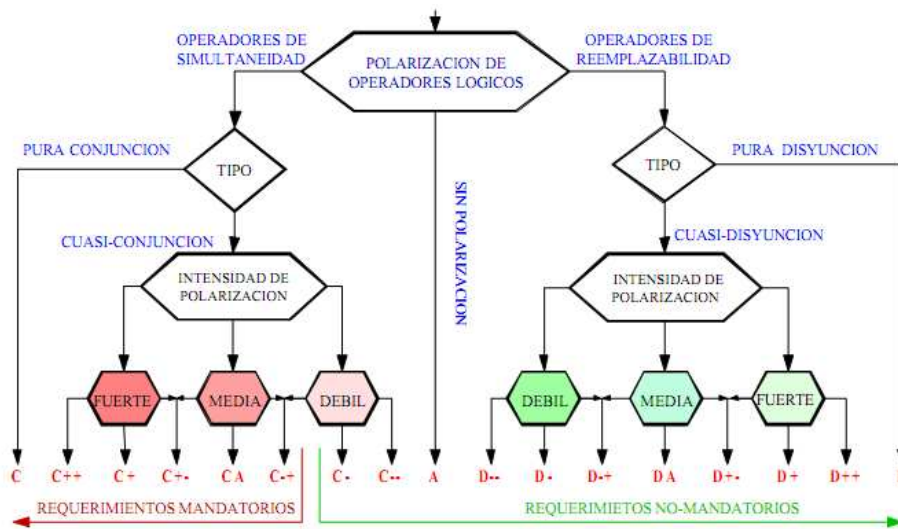 OPERADORES DE
SIMULTANEIDAD
POLARIZACION DE
OPERADORES LOGICOS
OPERADORES DE
REEMPLAZABILIDAD
PURA CONJUNCION
TIPO
SIN POLARIZACION
TIPO
PURA DISYUNCION
CUASI-CONJUNCION
CUASI-DISYUNCION
INTENSIDAD DE
POLARIZACION
INTENSIDAD DE
POLARIZACION
FUERTE
MEDIA
DEBIL
DEBIL
MEDIA
FUERTE
C C++ C+ C+- CA C-+ C- C-- A D-- D- D-+ DA D+- D+ D++
REQUERIMIENTOS MANDATORIOS
REQUERIMIETOS NO-MANDATORIOS